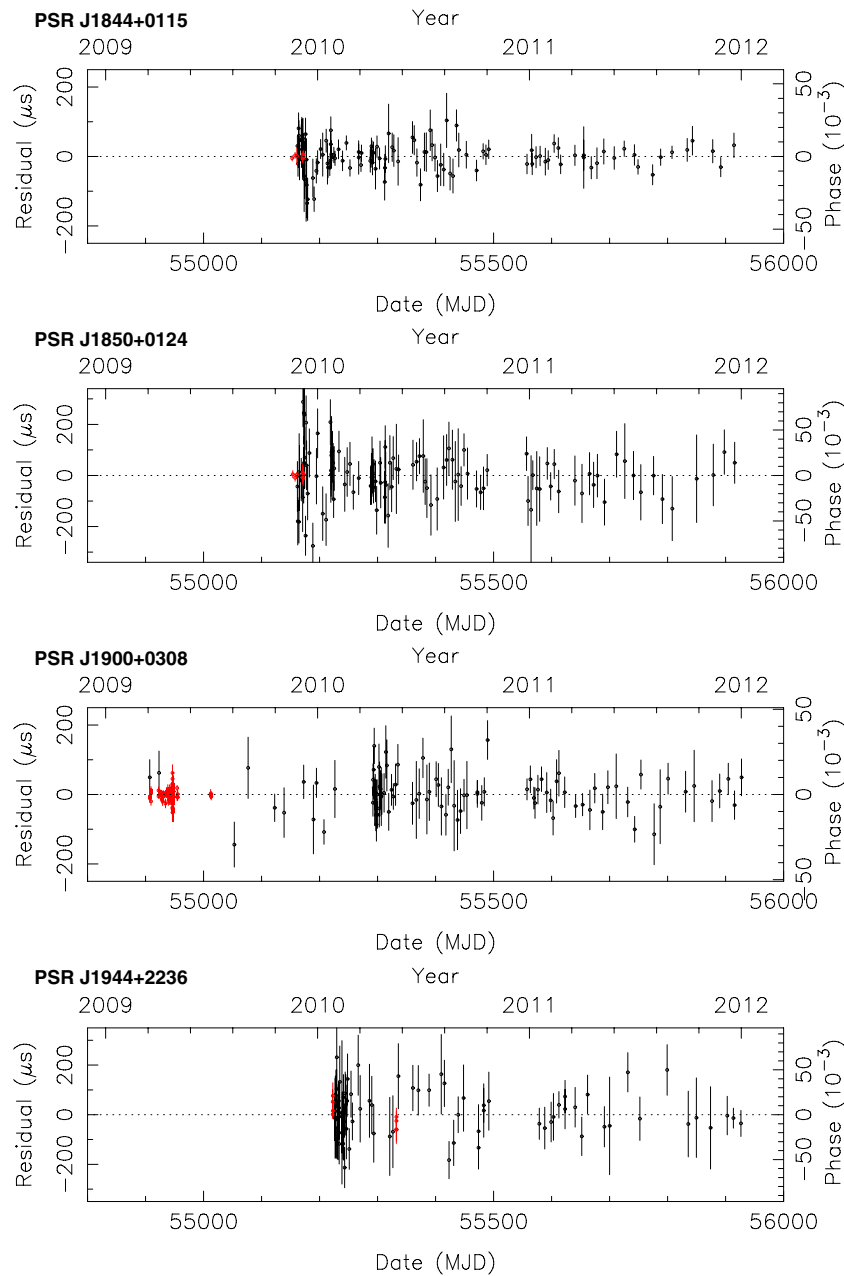 PSR J1844+0115
Year
2009 2010 2011 2012
Residual (μs)
200
0
−200
Phase (10⁻³)
50
0
−50
55000 55500 56000
Date (MJD)
PSR J1850+0124
Year
2009 2010 2011 2012
Residual (μs)
200
0
−200
Phase (10⁻³)
50
0
−50
55000 55500 56000
Date (MJD)
PSR J1900+0308
Year
2009 2010 2011 2012
Residual (μs)
200
0
−200
Phase (10⁻³)
50
0
−50
55000 55500 56000
Date (MJD)
PSR J1944+2236
Year
2009 2010 2011 2012
Residual (μs)
200
0
−200
Phase (10⁻³)
50
0
−50
55000 55500 56000
Date (MJD)